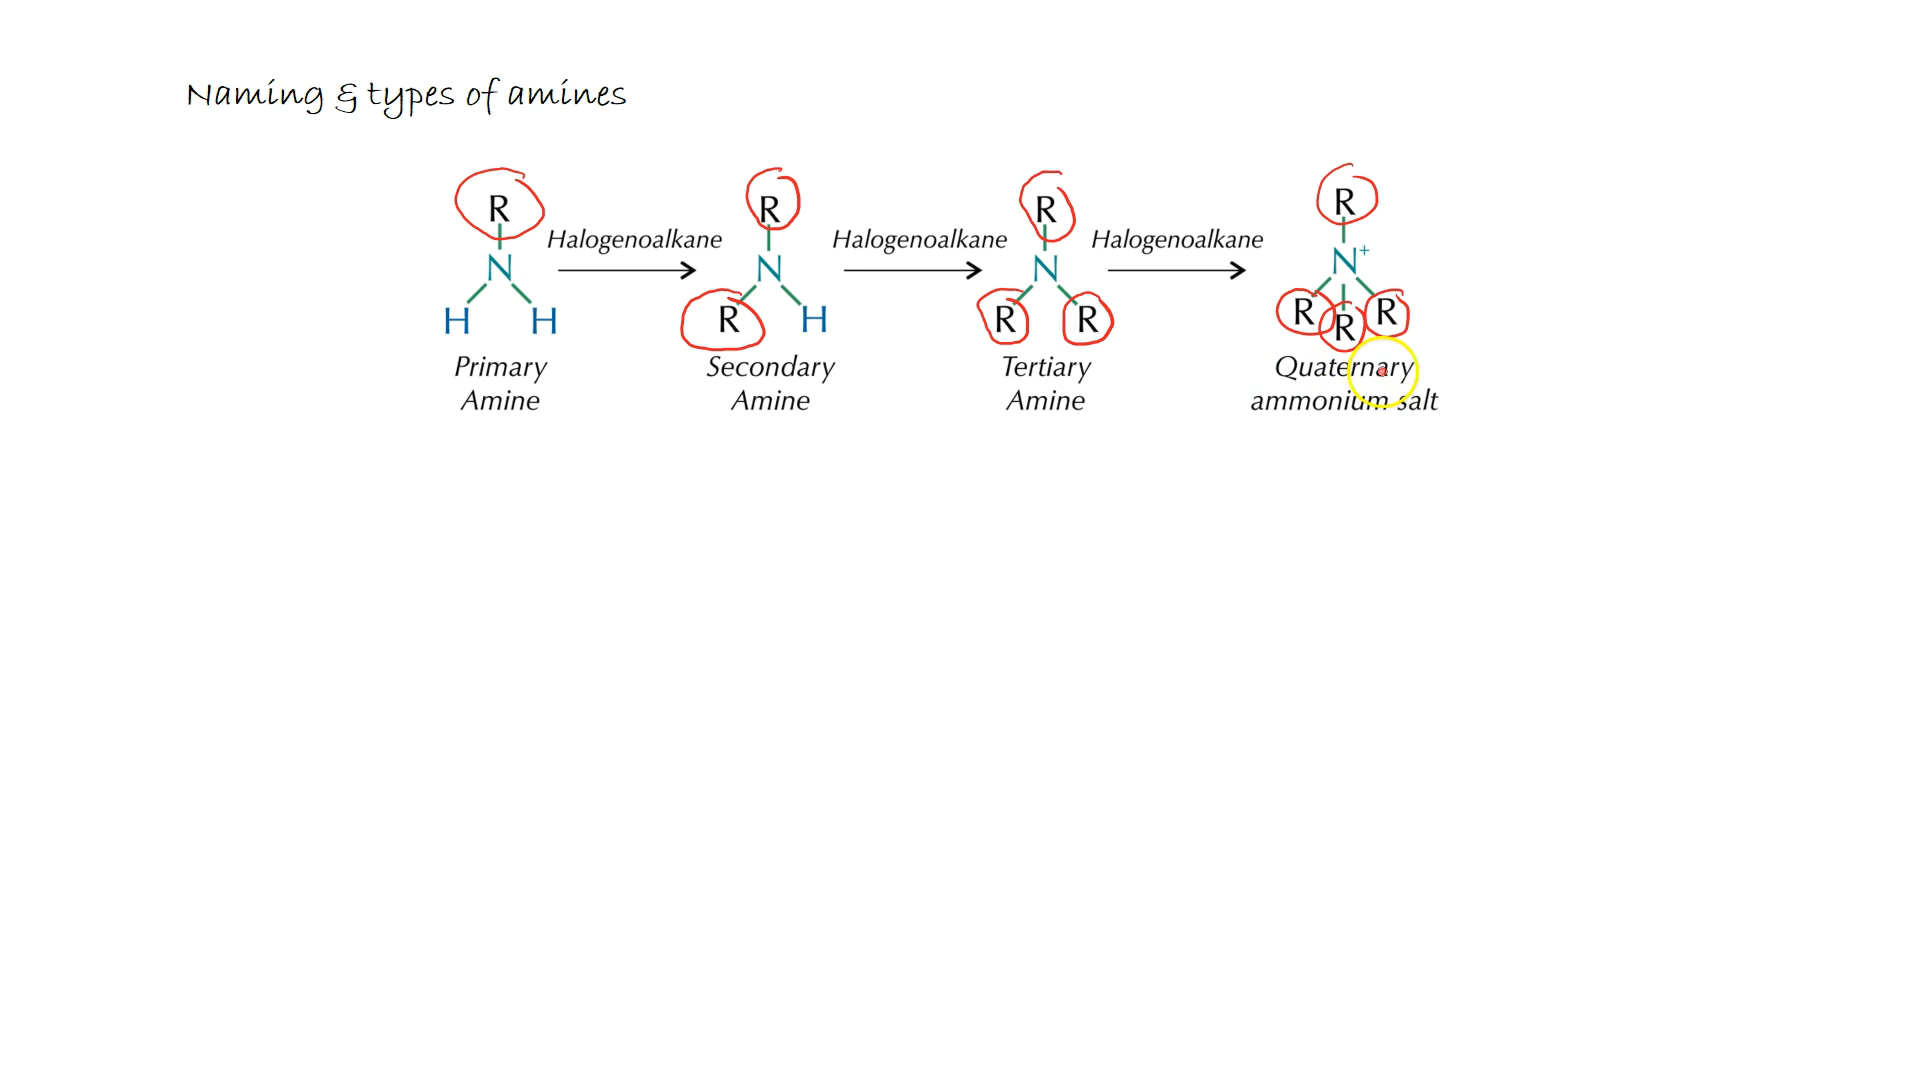 Naming & types of amines
R R R R
Halogenoalkane Halogenoalkane Halogenoalkane
N N N N+
H H R H R R R R R
Primary Secondary Tertiary Quaternary
Amine Amine Amine ammonium salt